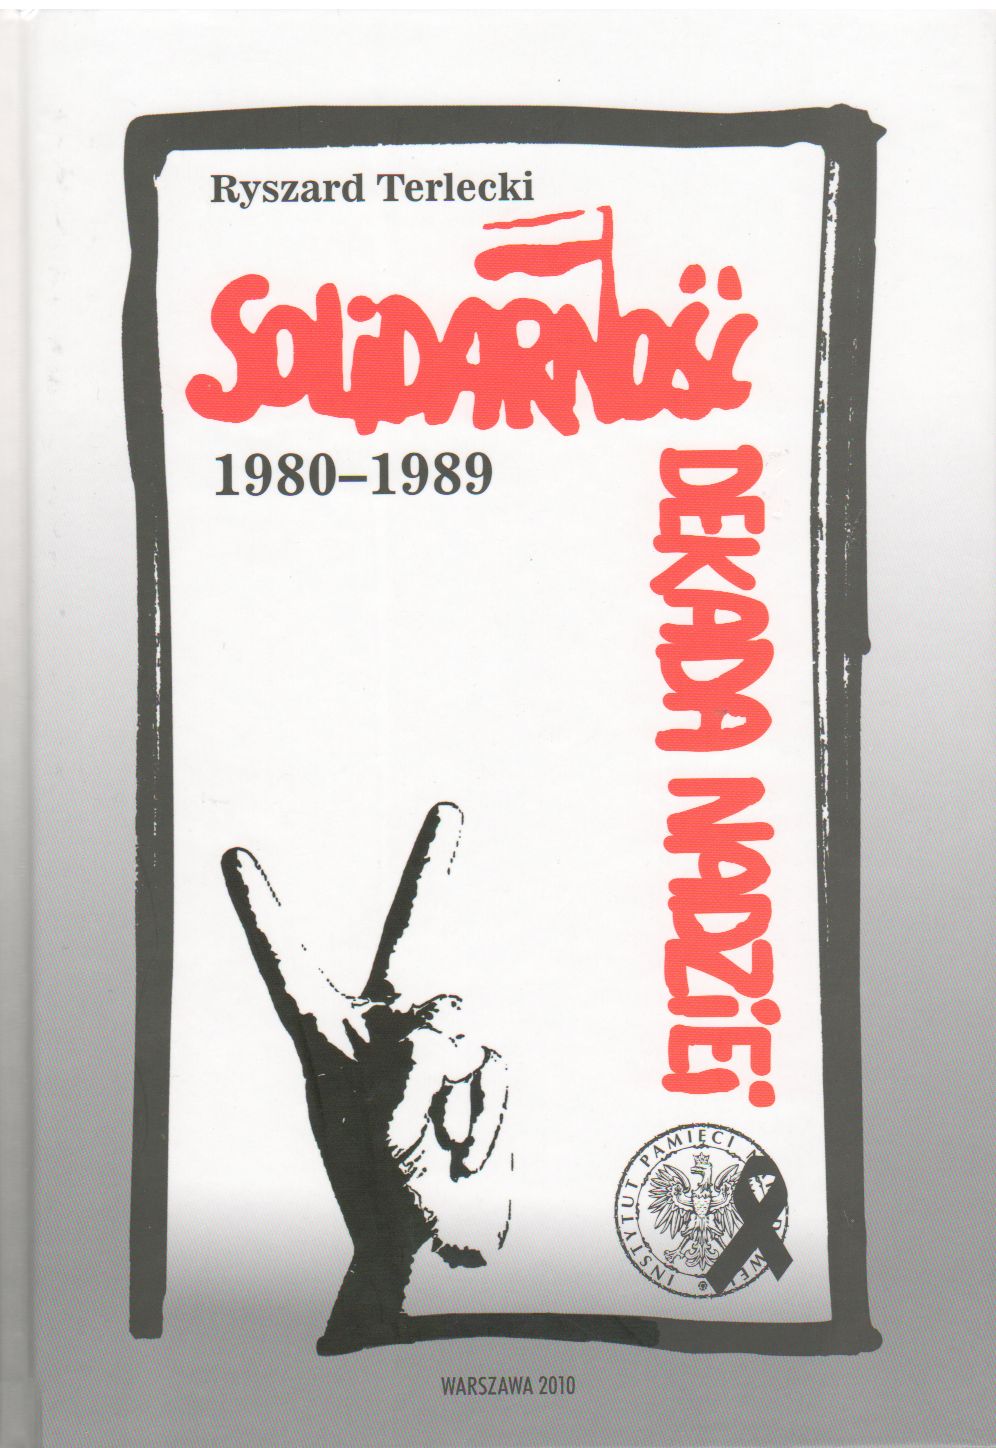 Ryszard Terlecki
SOLiDARNOŚĆ
1980–1989
DEKADA NADZiEi
INSTYTUT PAMIĘCI
WARSZAWA 2010